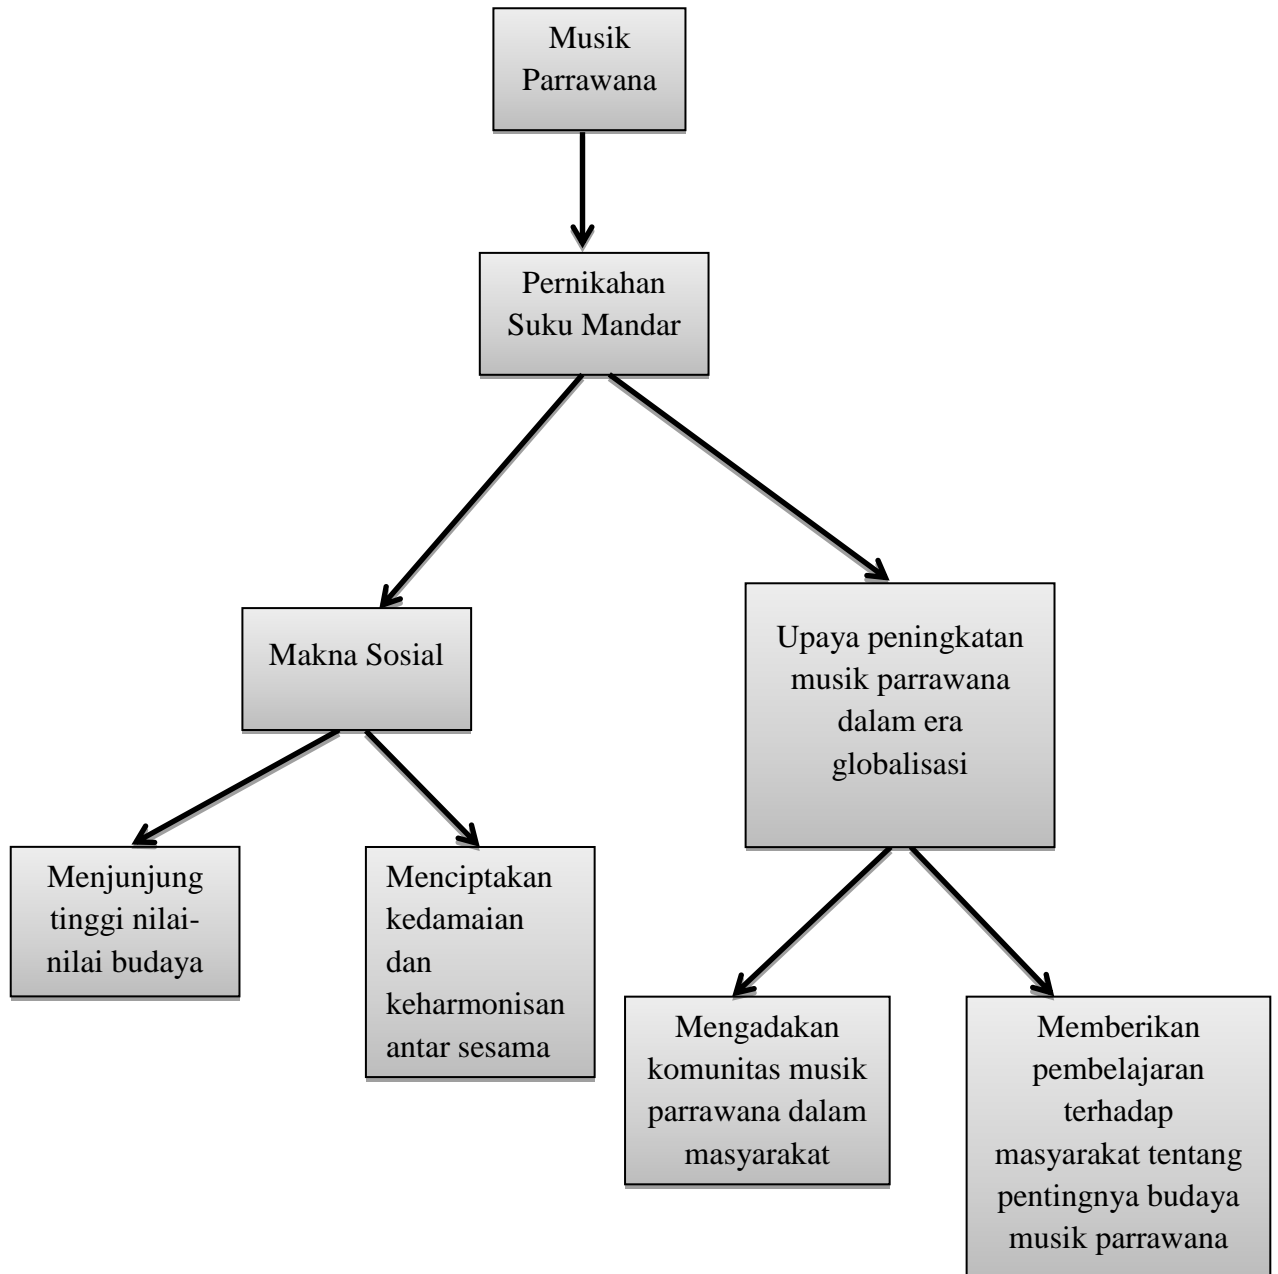 Musik
Parrawana
Pernikahan
Suku Mandar
Makna Sosial
Upaya peningkatan
musik parrawana
dalam era
globalisasi
Menjunjung
tinggi nilai-
nilai budaya
Menciptakan
kedamaian
dan
keharmonisan
antar sesama
Mengadakan
komunitas musik
parrawana dalam
masyarakat
Memberikan
pembelajaran
terhadap
masyarakat tentang
pentingnya budaya
musik parrawana